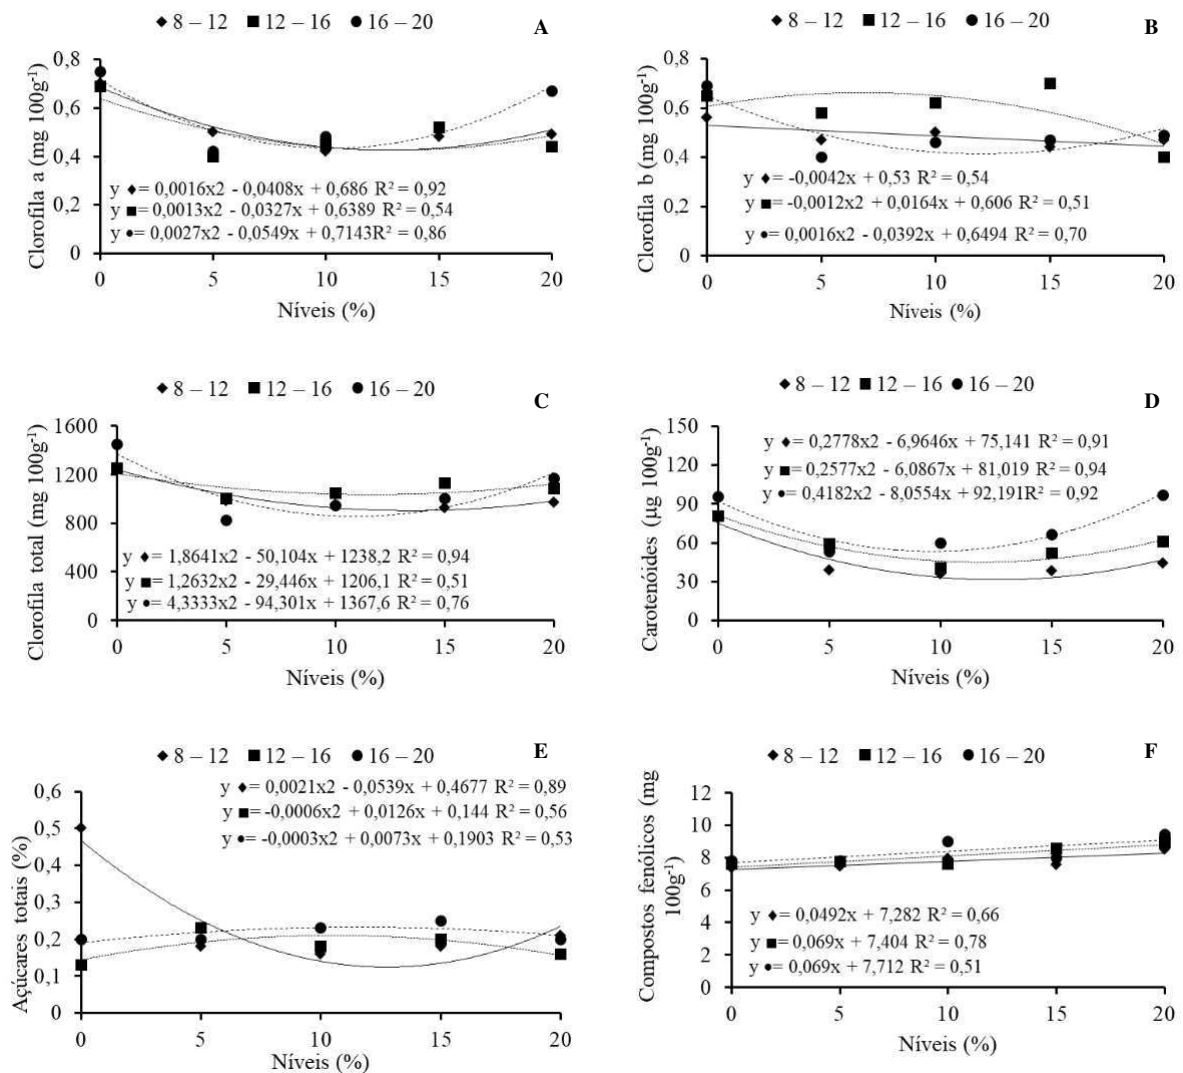 ◆ 8 – 12 ■ 12 – 16 ● 16 – 20
A
Clorofila a (mg 100g-1)
0,8
0,6
0,4
0,2
0
y ◆= 0,0016x2 - 0,0408x + 0,686 R² = 0,92
y ■= 0,0013x2 - 0,0327x + 0,6389 R² = 0,54
y ●= 0,0027x2 - 0,0549x + 0,7143R² = 0,86
0 5 10 15 20
Níveis (%)
◆ 8 – 12 ■ 12 – 16 ● 16 – 20
B
Clorofila b (mg 100g-1)
0,8
0,6
0,4
0,2
0
y ◆= -0,0042x + 0,53 R² = 0,54
y ■= -0,0012x2 + 0,0164x + 0,606 R² = 0,51
y ●= 0,0016x2 - 0,0392x + 0,6494 R² = 0,70
0 5 10 15 20
Níveis (%)
◆ 8 – 12 ■ 12 – 16 ● 16 – 20
C
Clorofila total (mg 100g-1)
1600
1200
800
400
0
y ◆= 1,8641x2 - 50,104x + 1238,2 R² = 0,94
y ■= 1,2632x2 - 29,446x + 1206,1 R² = 0,51
y ●= 4,3333x2 - 94,301x + 1367,6 R² = 0,76
0 5 10 15 20
Níveis (%)
◆ 8 – 12 ■ 12 – 16 ● 16 – 20
D
Carotenóides (µg 100g-1)
150
120
90
60
30
0
y ◆= 0,2778x2 - 6,9646x + 75,141 R² = 0,91
y ■= 0,2577x2 - 6,0867x + 81,019 R² = 0,94
y ●= 0,4182x2 - 8,0554x + 92,191R² = 0,92
0 5 10 15 20
Níveis (%)
◆ 8 – 12 ■ 12 – 16 ● 16 – 20
E
y ◆= 0,0021x2 - 0,0539x + 0,4677 R² = 0,89
y ■= -0,0006x2 + 0,0126x + 0,144 R² = 0,56
y ●= -0,0003x2 + 0,0073x + 0,1903 R² = 0,53
Açúcares totais (%)
0,6
0,5
0,4
0,3
0,2
0,1
0
0 5 10 15 20
Níveis (%)
◆ 8 – 12 ■ 12 – 16 ● 16 – 20
F
Compostos fenólicos (mg
100g-1)
12
10
8
6
4
2
0
y ◆= 0,0492x + 7,282 R² = 0,66
y ■= 0,069x + 7,404 R² = 0,78
y ●= 0,069x + 7,712 R² = 0,51
0 5 10 15 20
Níveis (%)